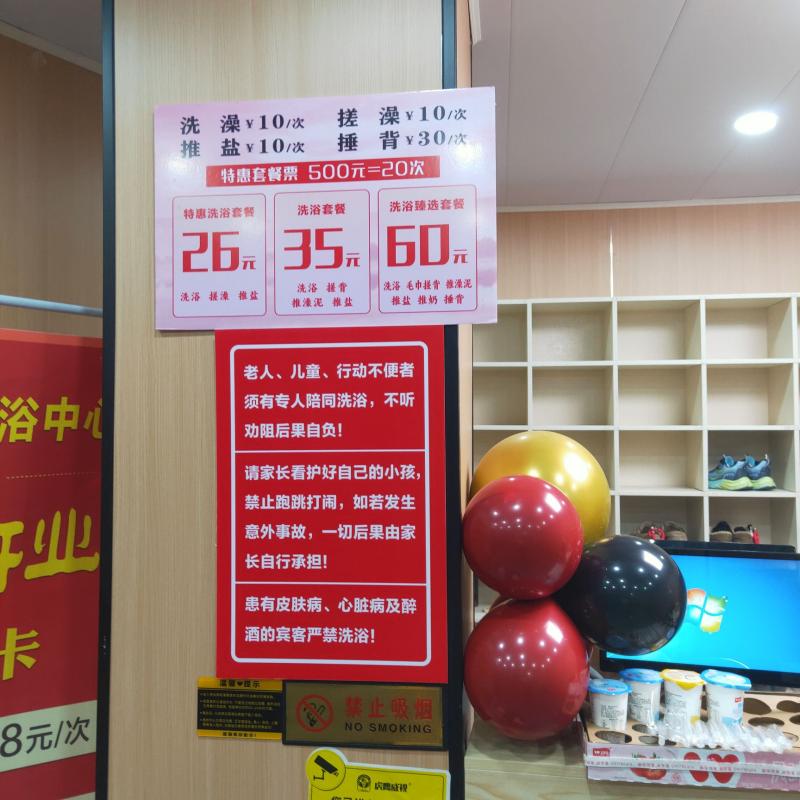 洗 澡 ¥10/次 搓 澡 ¥10/次
推 盐 ¥10/次 捶 背 ¥30/次
特惠套餐票 500元=20次
特惠洗浴套餐
26元
洗浴 搓澡 推盐
洗浴套餐
35元
洗浴 搓背
推澡泥 推盐
洗浴臻选套餐
60元
洗浴 毛巾搓背 推澡泥
推盐 推奶 捶背
老人、儿童、行动不便者
须有专人陪同洗浴，不听
劝阻后果自负！
请家长看护好自己的小孩，
禁止跑跳打闹，如若发生
意外事故，一切后果由家
长自行承担！
患有皮肤病、心脏病及醉
酒的宾客严禁洗浴！
浴中心
开业
卡
8元/次
温馨❤提示
禁止吸烟
NO SMOKING
虎鹰威视